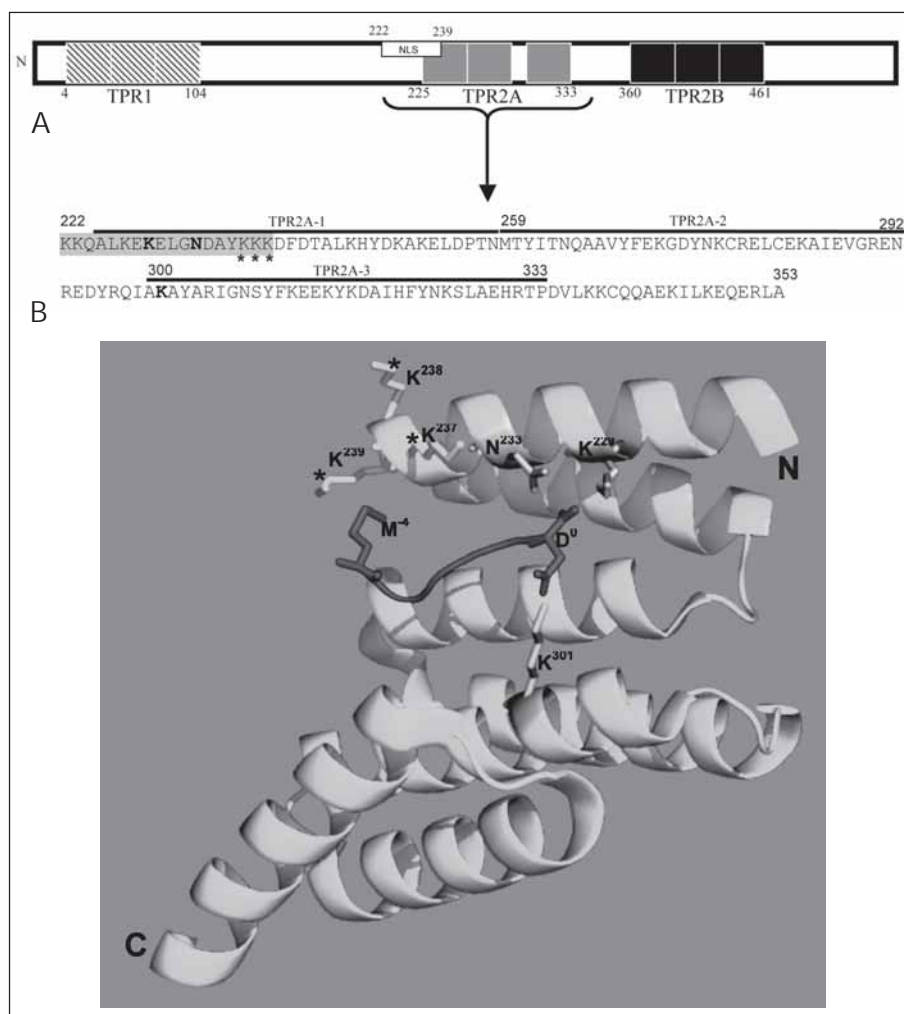 222 239
NLS
N
4 104 225 333 360 461
TPR1 TPR2A TPR2B
A
222 TPR2A-1 259 TPR2A-2 292
KKQALKEKELGNDAYKKKDFDTALKHYDKAKELDPTNMTYITNQAAVYFEKGDYNKCRELCEKAIEVGREN
* * *
300 TPR2A-3 333 353
REDYRQIAKAYARIGNSYFKEEKYKDAIHFYNKSLAEHRTPDVLKKCQQAEKILKEQERLA
B
* K238
* K237 N233 K229
K239 N
*
M-4
D0
K301
C